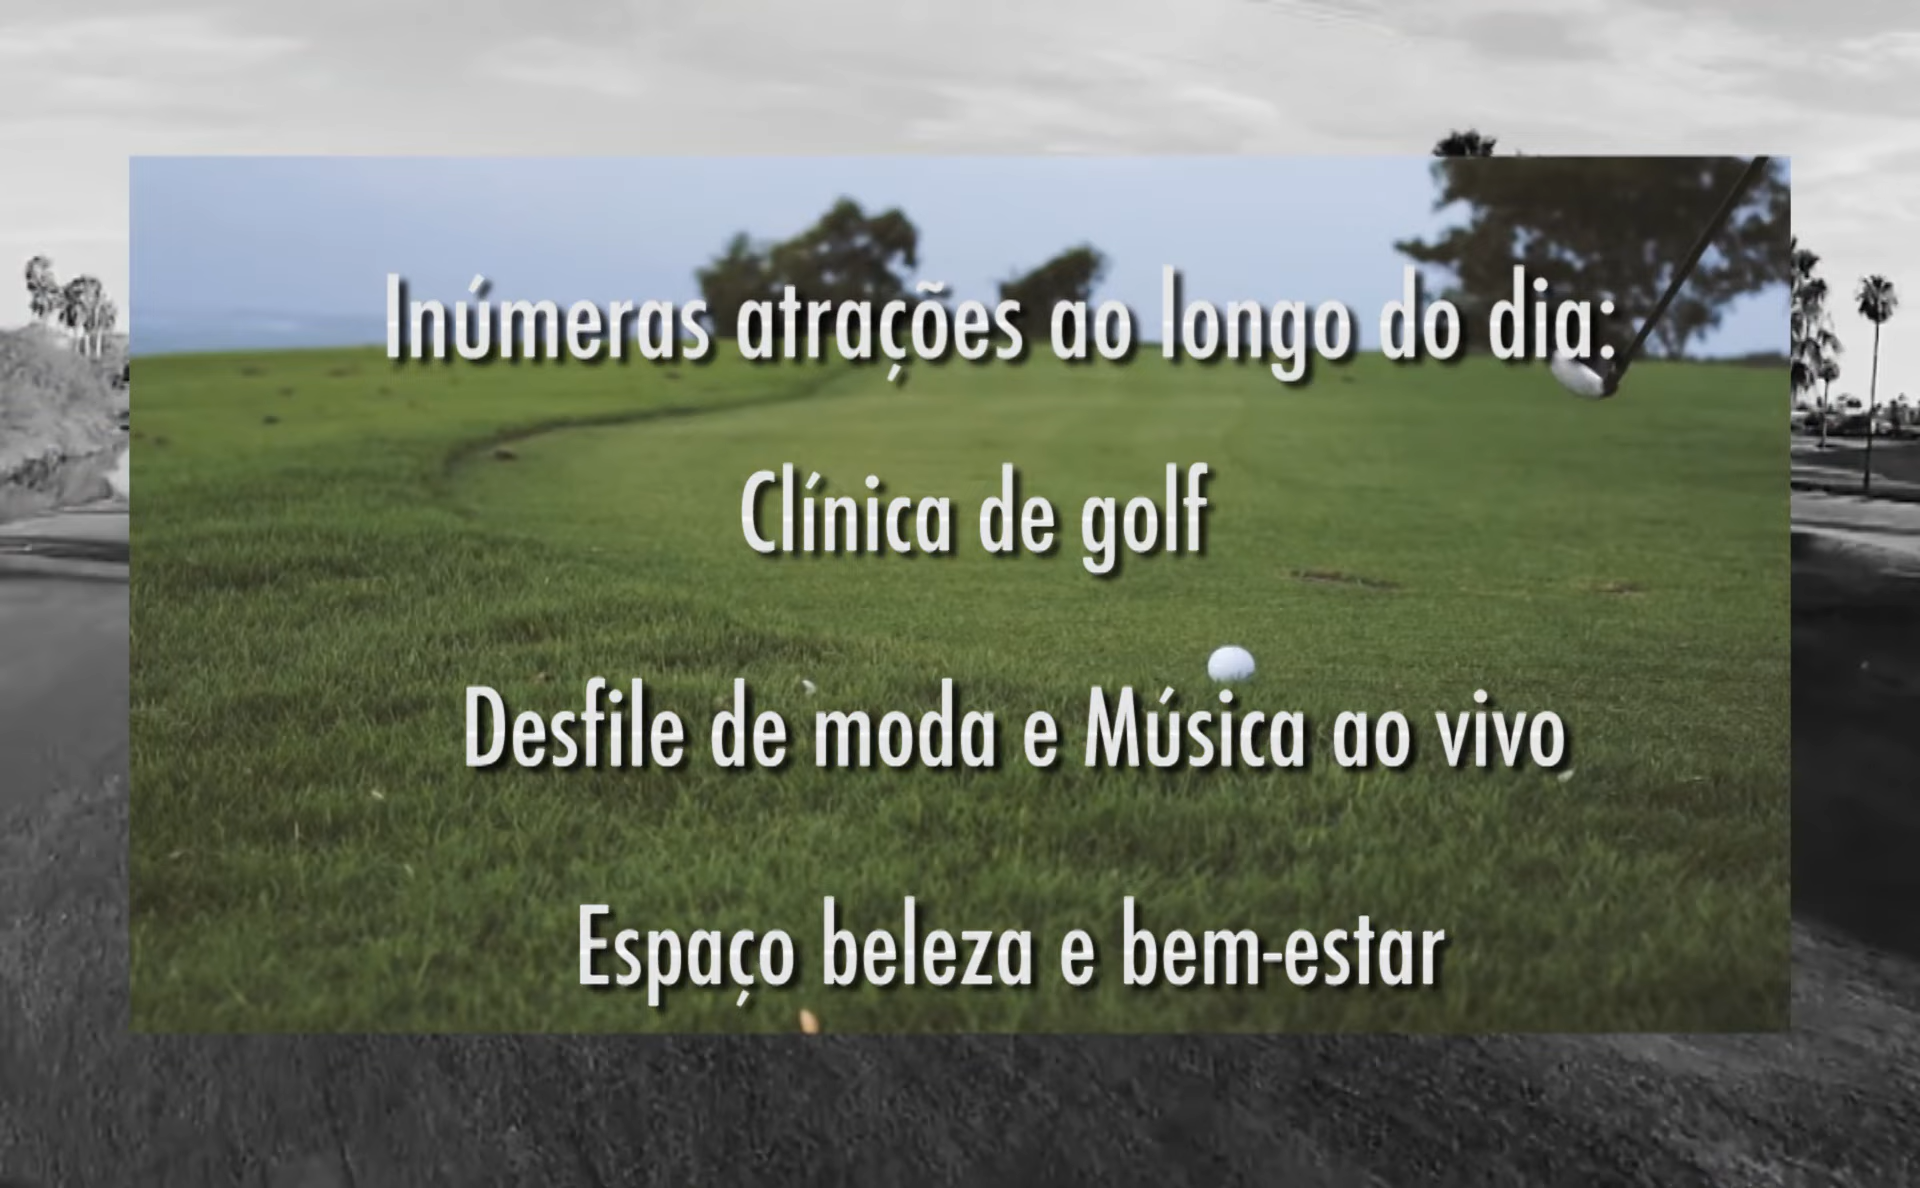 Inúmeras atrações ao longo do dia:
Clínica de golf
Desfile de moda e Música ao vivo
Espaço beleza e bem-estar